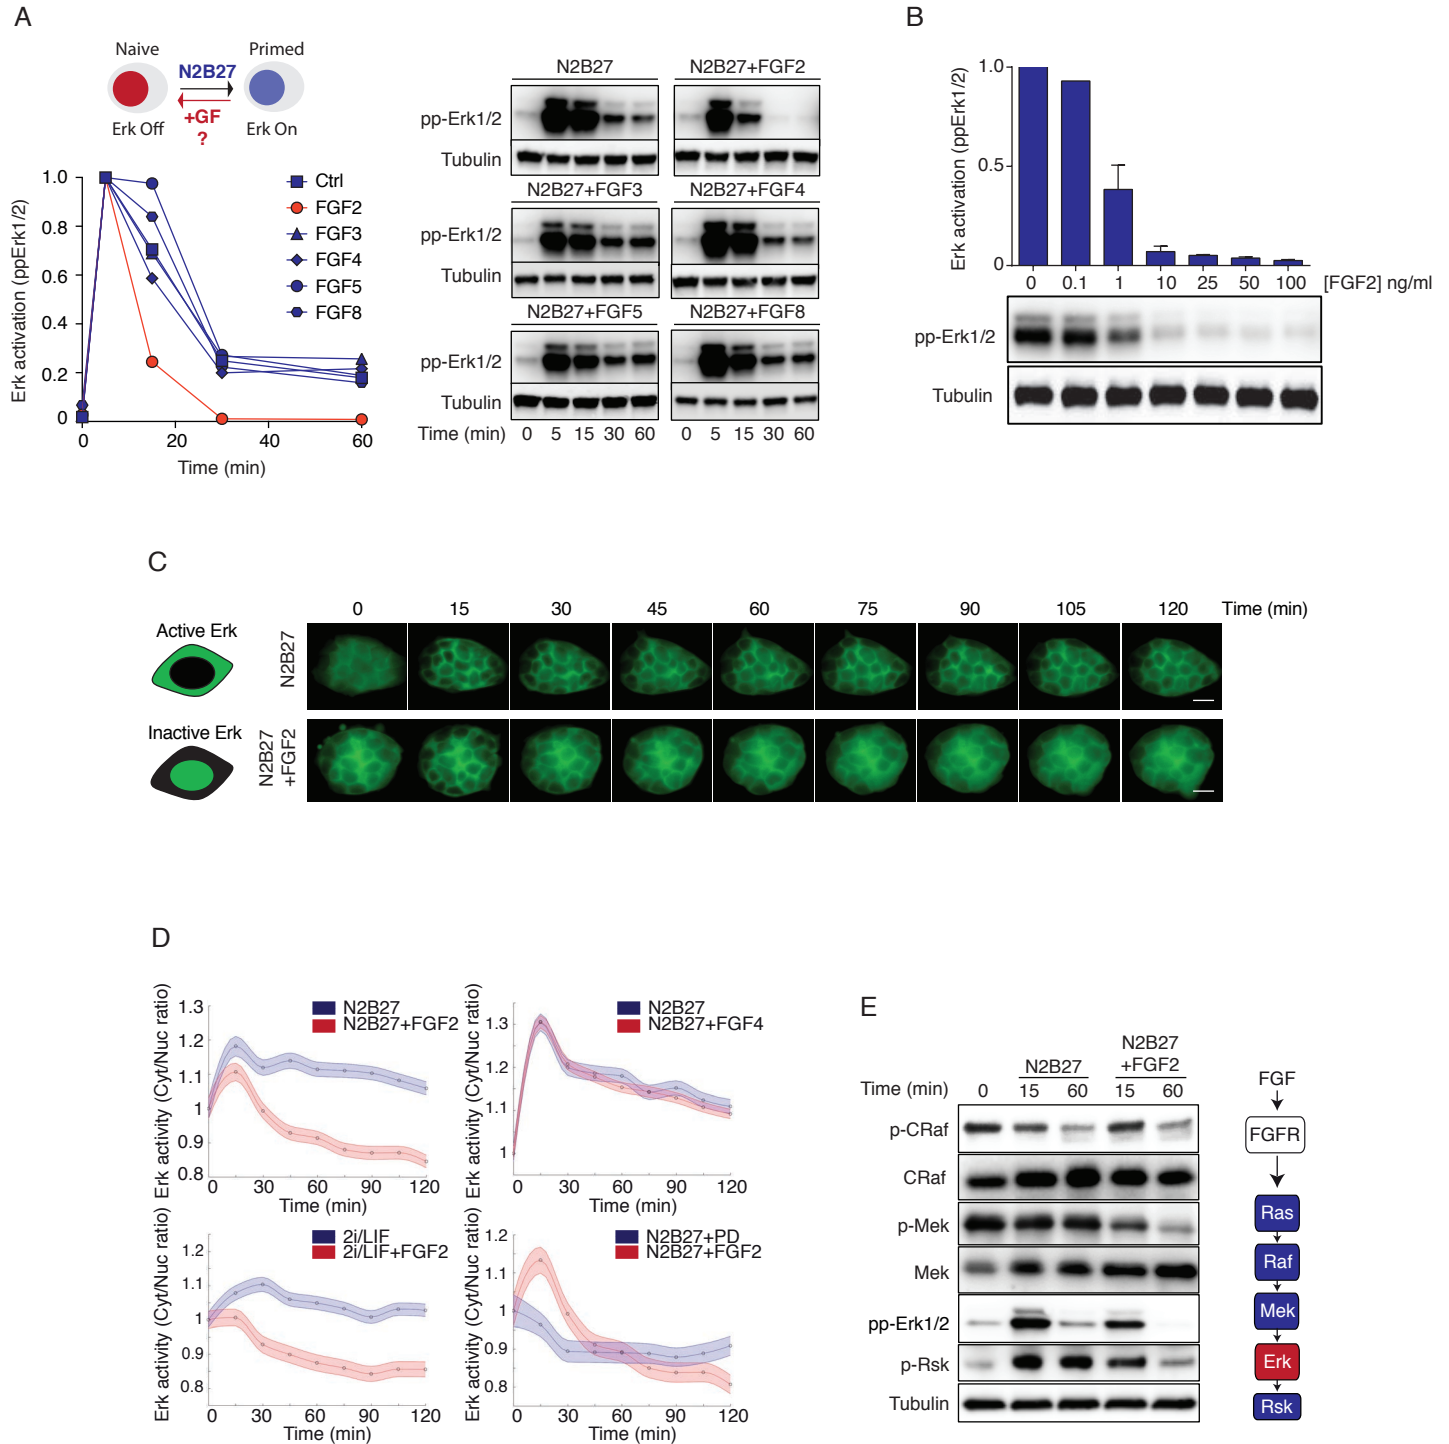 A
Naive
Primed
N2B27
+GF
?
Erk Off
Erk On
Erk activation (ppErk1/2)
1.0
0.8
0.6
0.4
0.2
0
0 20 40 60
Time (min)
Ctrl
FGF2
FGF3
FGF4
FGF5
FGF8
N2B27 N2B27+FGF2
pp-Erk1/2
Tubulin
N2B27+FGF3 N2B27+FGF4
pp-Erk1/2
Tubulin
N2B27+FGF5 N2B27+FGF8
pp-Erk1/2
Tubulin
Time (min) 0 5 15 30 60 0 5 15 30 60
B
Erk activation (ppErk1/2)
1.0
0.5
0
0 0.1 1 10 25 50 100 [FGF2] ng/ml
pp-Erk1/2
Tubulin
C
0 15 30 45 60 75 90 105 120 Time (min)
Active Erk
N2B27
Inactive Erk
N2B27
+FGF2
D
Erk activity (Cyt/Nuc ratio)
1.3
1.2
1.1
1
0.9
0.8
0 30 60 90 120
Time (min)
N2B27
N2B27+FGF2
Erk activity (Cyt/Nuc ratio)
1.3
1.2
1.1
1
0 30 60 90 120
Time (min)
N2B27
N2B27+FGF4
Erk activity (Cyt/Nuc ratio)
1.2
1.1
1
0.9
0.8
0 30 60 90 120
Time (min)
2i/LIF
2i/LIF+FGF2
Erk activity (Cyt/Nuc ratio)
1.2
1.1
1
0.9
0.8
0 30 60 90 120
Time (min)
N2B27+PD
N2B27+FGF2
E
N2B27
N2B27
+FGF2
Time (min) 0 15 60 15 60
p-CRaf
CRaf
p-Mek
Mek
pp-Erk1/2
p-Rsk
Tubulin
FGF
FGFR
Ras
Raf
Mek
Erk
Rsk